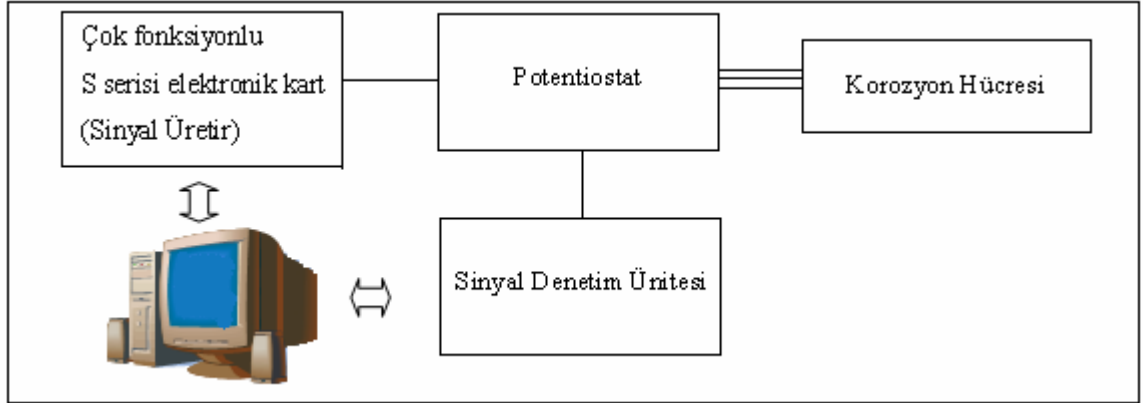 Çok fonksiyonlu
S serisi elektronik kart
(Sinyal Üretir)
Potentiostat
Korozyon Hücresi
Sinyal Denetim Ünitesi